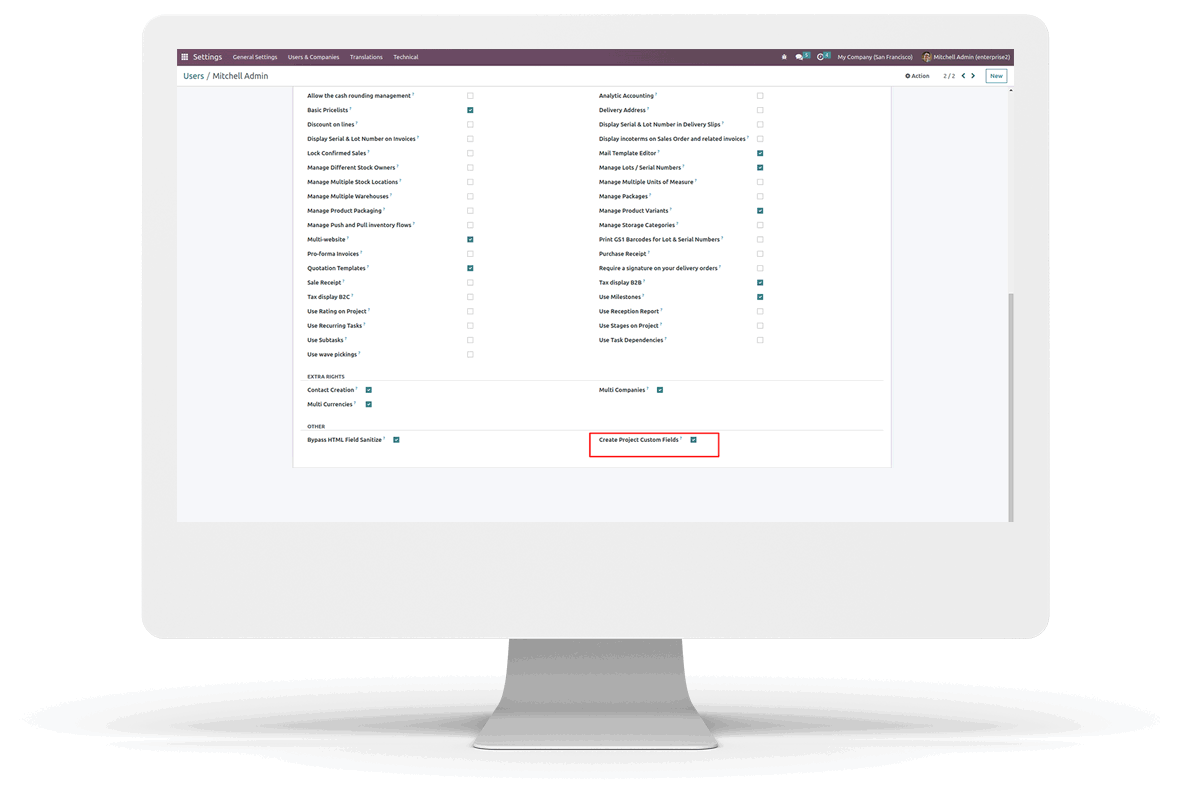 Settings General Settings Users & Companies Translations Technical 5 4 My Company (San Francisco) Mitchell Admin (enterprise2)
Users / Mitchell Admin Action 2 / 2 New
Allow the cash rounding management ? Analytic Accounting ?
Basic Pricelists ? Delivery Address ?
Discount on lines ? Display Serial & Lot Number in Delivery Slips ?
Display Serial & Lot Number on Invoices ? Display incoterms on Sales Order and related invoices ?
Lock Confirmed Sales ? Mail Template Editor ?
Manage Different Stock Owners ? Manage Lots / Serial Numbers ?
Manage Multiple Stock Locations ? Manage Multiple Units of Measure ?
Manage Multiple Warehouses ? Manage Packages ?
Manage Product Packaging ? Manage Product Variants ?
Manage Push and Pull inventory flows ? Manage Storage Categories ?
Multi-website ? Print GS1 Barcodes for Lot & Serial Numbers ?
Pro-forma Invoices ? Purchase Receipt ?
Quotation Templates ? Require a signature on your delivery orders ?
Sale Receipt ? Tax display B2B ?
Tax display B2C ? Use Milestones ?
Use Rating on Project ? Use Reception Report ?
Use Recurring Tasks ? Use Stages on Project ?
Use Subtasks ? Use Task Dependencies ?
Use wave pickings ?
EXTRA RIGHTS
Contact Creation ? Multi Companies ?
Multi Currencies ?
OTHER
Bypass HTML Field Sanitize ? Create Project Custom Fields ?